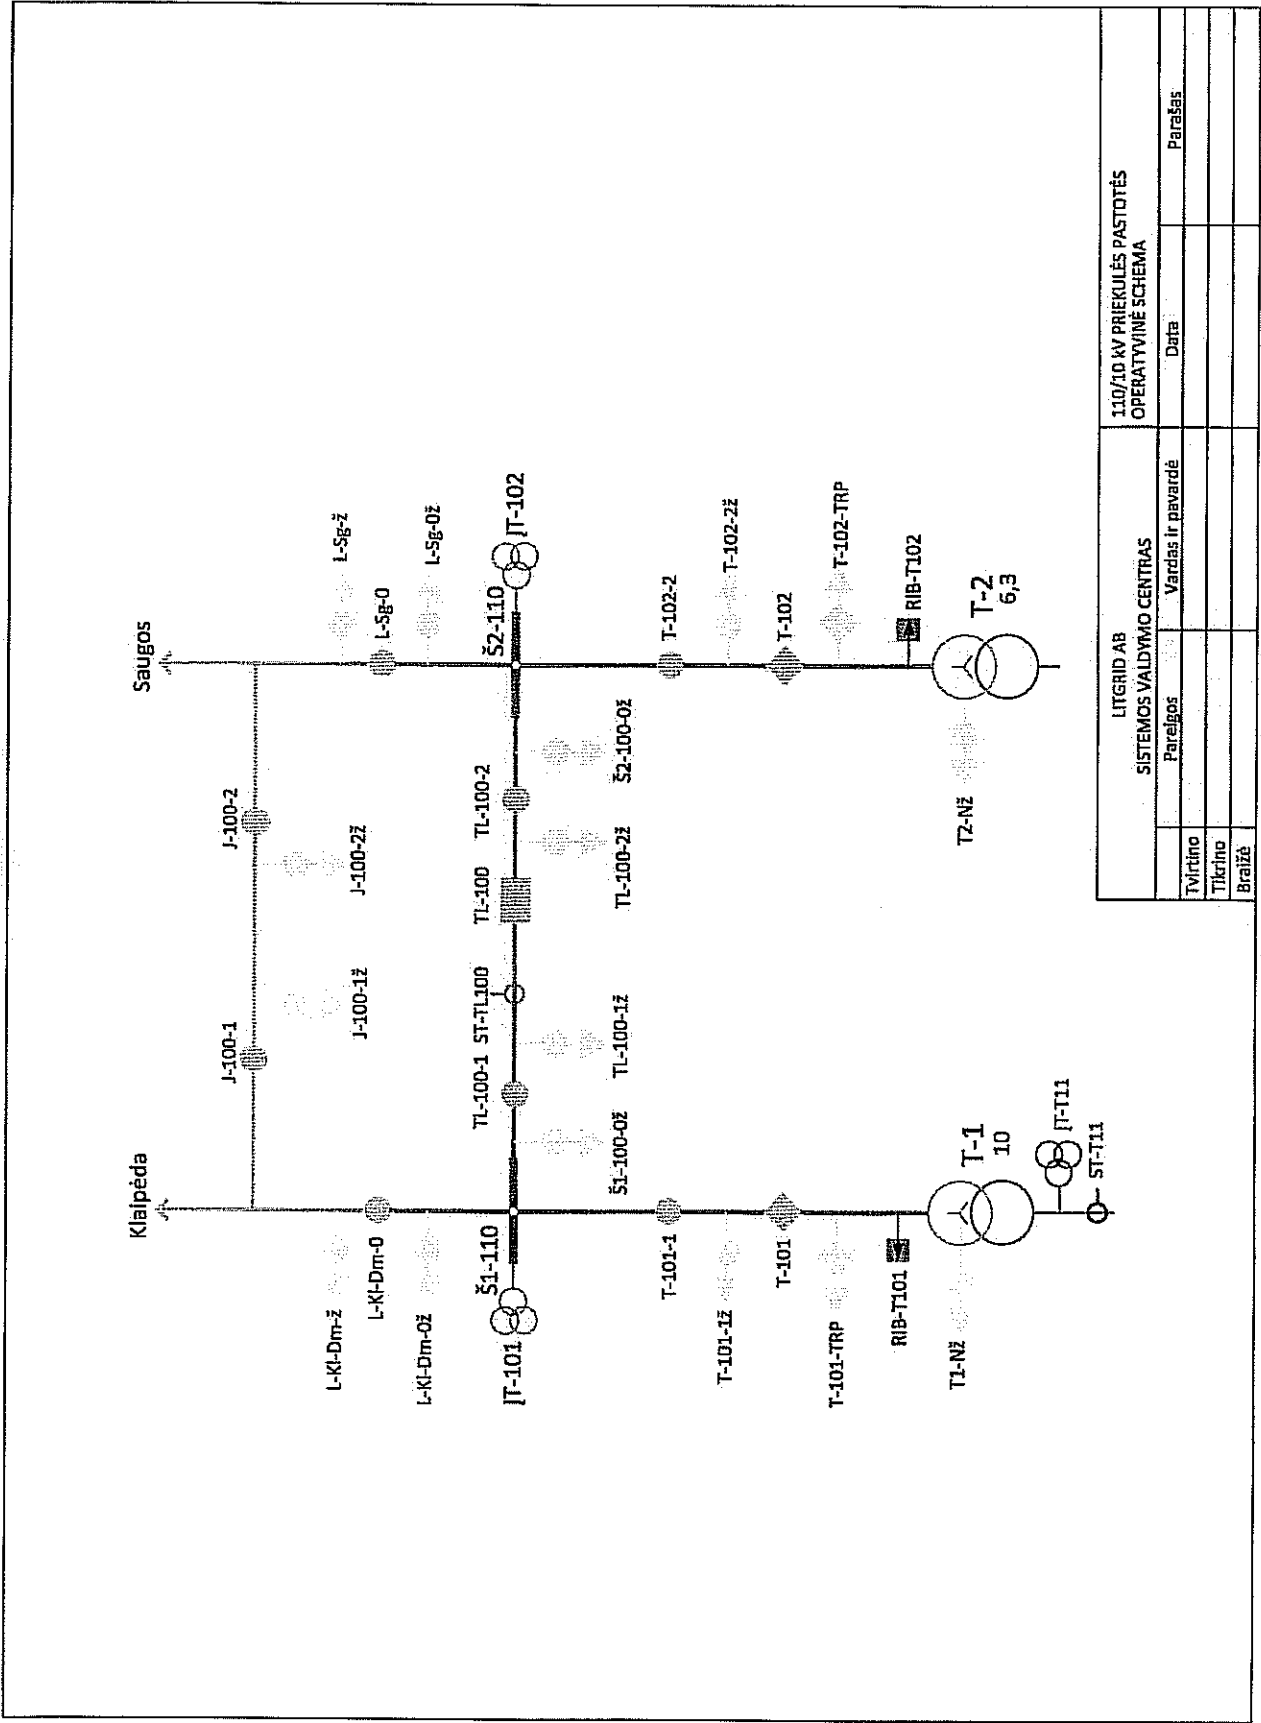 Klaipėda
Saugos
J-100-1
J-100-2
J-100-1ž
J-100-2ž
L-Kl-Dm-ž
L-Kl-Dm-0
L-Kl-Dm-0ž
L-Sg-ž
L-Sg-0
L-Sg-0ž
Š1-110
ĮT-101
TL-100-1
ST-TL100
TL-100
TL-100-2
Š2-110
ĮT-102
Š1-100-0ž
TL-100-1ž
TL-100-2ž
Š2-100-0ž
T-101-1
T-101-1ž
T-101
T-101-TRP
RIB-T101
T1-NŽ
T-1
10
ĮT-T11
ST-T11
T-102-2
T-102-2ž
T-102
T-102-TRP
RIB-T102
T2-NŽ
T-2
6,3
LITGRID AB
SISTEMOS VALDYMO CENTRAS
110/10 kV PRIEKULĖS PASTOTĖS
OPERATYVINĖ SCHEMA
Pareigos
Vardas ir pavardė
Data
Parašas
Tvirtino
Tikrino
Braižė